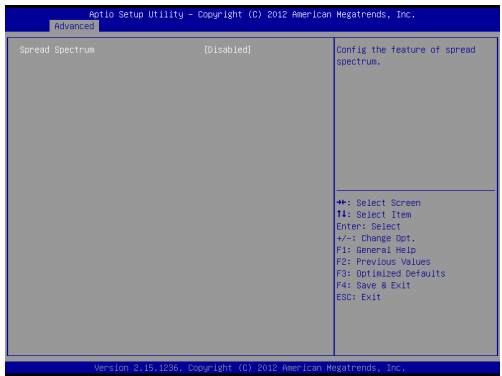 Aptio Setup Utility – Copyright (C) 2012 American Megatrends, Inc.
Advanced
Spread Spectrum [Disabled]
Config the feature of spread
spectrum.
→←: Select Screen
↑↓: Select Item
Enter: Select
+/-: Change Opt.
F1: General Help
F2: Previous Values
F3: Optimized Defaults
F4: Save & Exit
ESC: Exit
Version 2.15.1236. Copyright (C) 2012 American Megatrends, Inc.